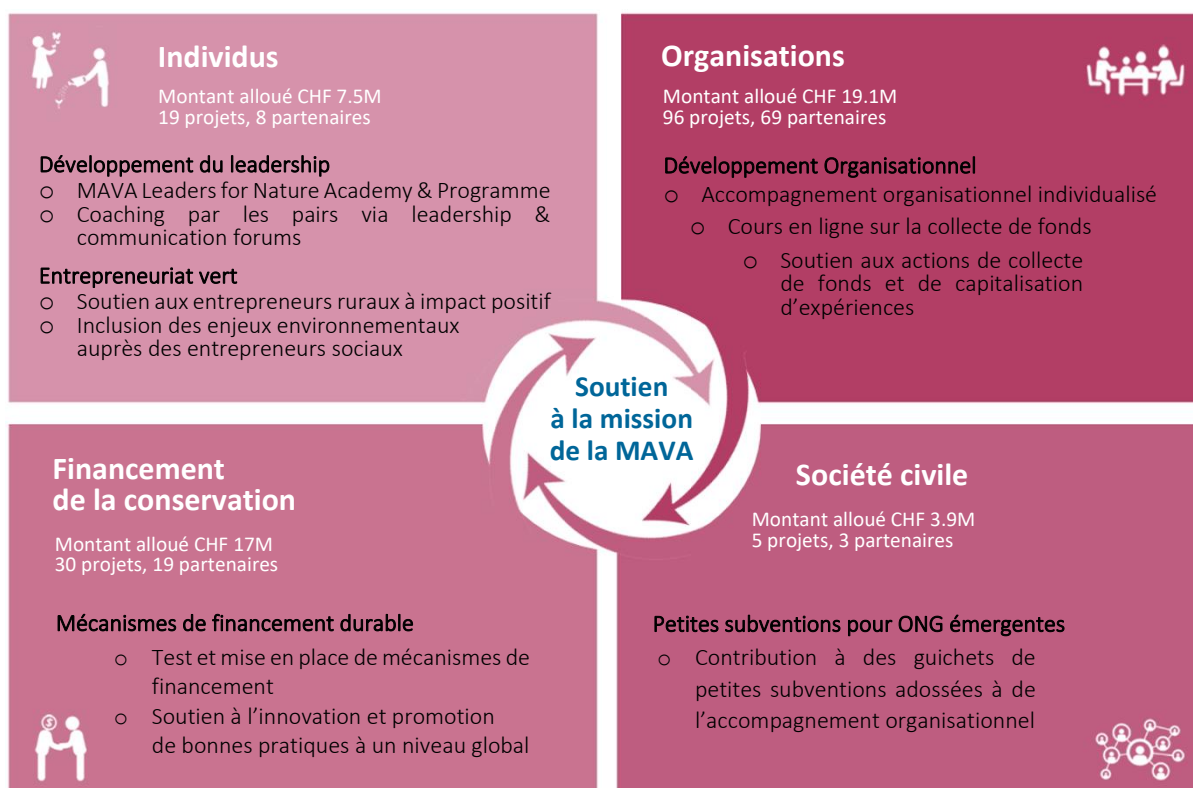 Individus
Montant alloué CHF 7.5M
19 projets, 8 partenaires
Développement du leadership
o MAVA Leaders for Nature Academy & Programme
o Coaching par les pairs via leadership &
communication forums
Entrepreneuriat vert
o Soutien aux entrepreneurs ruraux à impact positif
o Inclusion des enjeux environnementaux
auprès des entrepreneurs sociaux
Organisations
Montant alloué CHF 19.1M
96 projets, 69 partenaires
Développement Organisationnel
o Accompagnement organisationnel individualisé
o Cours en ligne sur la collecte de fonds
o Soutien aux actions de collecte
de fonds et de capitalisation
d'expériences
Soutien
à la mission
de la MAVA
Financement
de la conservation
Montant alloué CHF 17M
30 projets, 19 partenaires
Mécanismes de financement durable
o Test et mise en place de mécanismes de
financement
o Soutien à l'innovation et promotion
de bonnes pratiques à un niveau global
Société civile
Montant alloué CHF 3.9M
5 projets, 3 partenaires
Petites subventions pour ONG émergentes
o Contribution à des guichets de
petites subventions adossées à de
l'accompagnement organisationnel
$